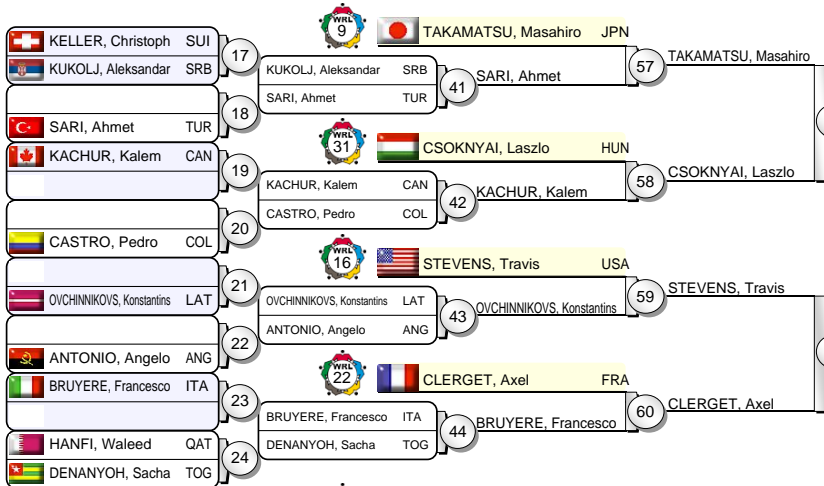 KELLER, Christoph SUI
KUKOLJ, Aleksandar SRB
17
SARI, Ahmet TUR
18
KACHUR, Kalem CAN
19
CASTRO, Pedro COL
20
OVCHINNIKOVS, Konstantins LAT
21
ANTONIO, Angelo ANG
22
BRUYERE, Francesco ITA
23
HANFI, Waleed QAT
DENANYOH, Sacha TOG
24
KUKOLJ, Aleksandar SRB
SARI, Ahmet TUR
41
KACHUR, Kalem CAN
CASTRO, Pedro COL
42
OVCHINNIKOVS, Konstantins LAT
ANTONIO, Angelo ANG
43
BRUYERE, Francesco ITA
DENANYOH, Sacha TOG
44
WRL
9
TAKAMATSU, Masahiro JPN
SARI, Ahmet
57
WRL
31
CSOKNYAI, Laszlo HUN
KACHUR, Kalem
58
WRL
16
STEVENS, Travis USA
OVCHINNIKOVS, Konstantins
59
WRL
22
CLERGET, Axel FRA
BRUYERE, Francesco
60
TAKAMATSU, Masahiro
CSOKNYAI, Laszlo
STEVENS, Travis
CLERGET, Axel